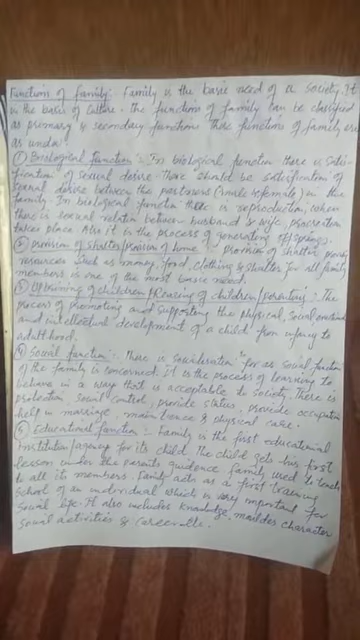 Functions of family :- Family is the basic need of a society. It
is the basis of culture. The functions of family can be classified
as primary & secondary functions. These functions of family are
as under
① Biological function :- In biological function there is satis-
fication of sexual desire. There should be satisfication of
sexual desire between the partners (male & female) in the
family. In biological function there is reproduction, when
there is sexual relation between husband & wife, procreation
takes place. Also it is the process of generating offsprings.
② provision of shelter/provision of home :- provision of shelter,
resources such as money, food, clothing & shelter for all family
members is one of the most basic need.
③ Upbrining of children/Rearing of children/parenting :- The
process of promoting and supporting the physical, social, emotional
and intellectual development of a child from infancy to
adulthood.
④ Social function :- There is socialization as social function
of the family is concerned. It is the process of learning to
behave in a way that is acceptable to society. There is
protection, social control, provide status, provide occupation
help in marriage, maintence & physical care.
Educational function :- Family is the first educational
institution/agency for its child. The child gets his first
lesson under the parents guidence, family used to teach
to all its members. Family acts as a first training
school of an individual which is very important for
social life. It also includes knowledge, mouldes character
social activities &